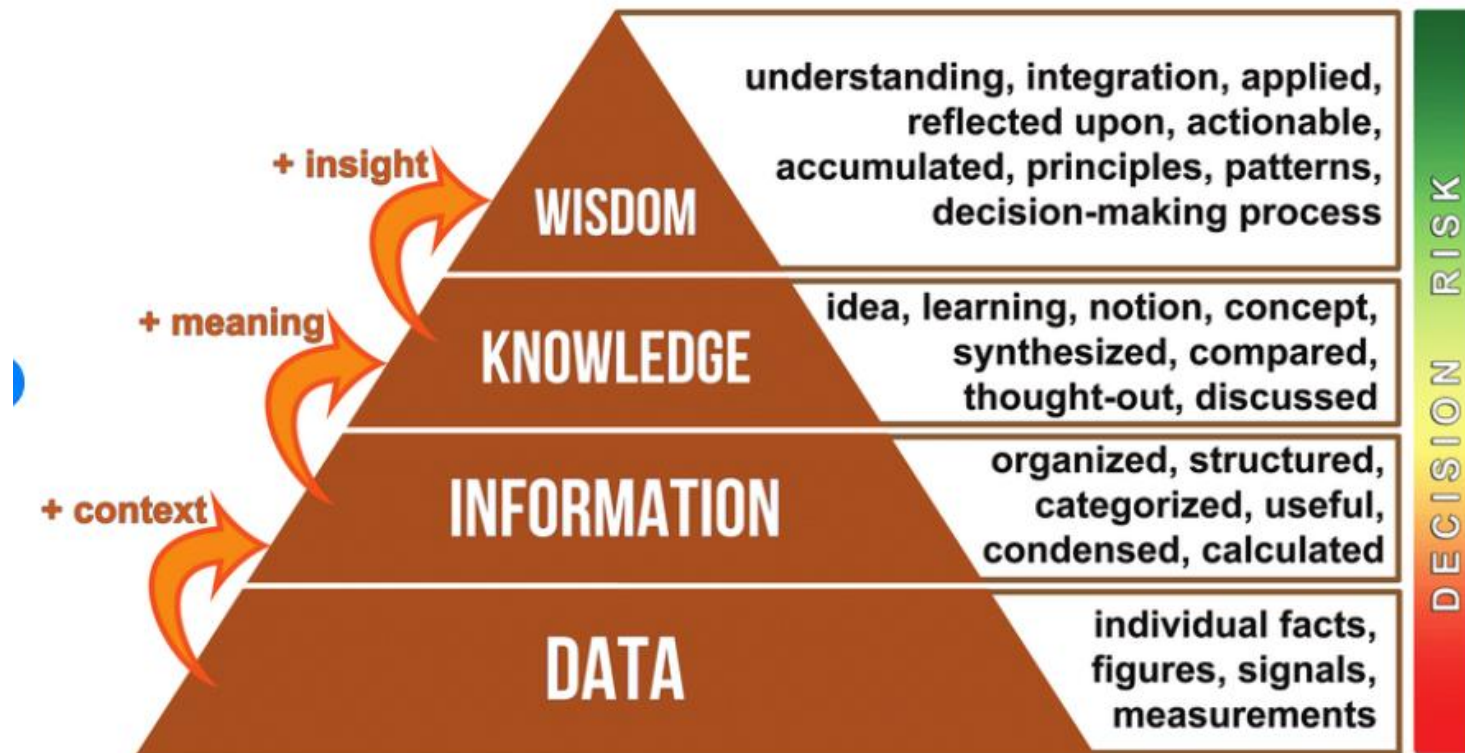 understanding, integration, applied,
reflected upon, actionable,
accumulated, principles, patterns,
decision-making process
+ insight
WISDOM
idea, learning, notion, concept,
synthesized, compared,
thought-out, discussed
+ meaning
KNOWLEDGE
organized, structured,
categorized, useful,
condensed, calculated
+ context
INFORMATION
individual facts,
figures, signals,
measurements
DATA
DECISION RISK